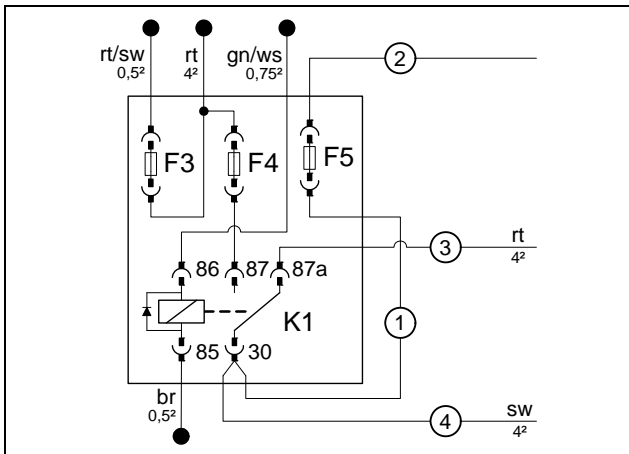 rt/sw
0,5²
rt
4²
gn/ws
0,75²
2
F3
F4
F5
86
87
87a
3
rt
4²
K1
1
85
30
br
0,5²
4
sw
4²